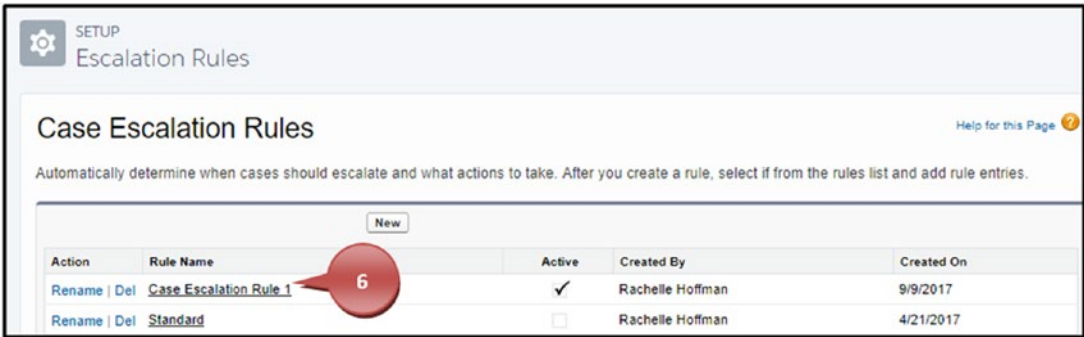 SETUP
Escalation Rules
Case Escalation Rules
Help for this Page ?
Automatically determine when cases should escalate and what actions to take. After you create a rule, select if from the rules list and add rule entries.
New
Action Rule Name Active Created By Created On
Rename | Del Case Escalation Rule 1 6 ✓ Rachelle Hoffman 9/9/2017
Rename | Del Standard Rachelle Hoffman 4/21/2017